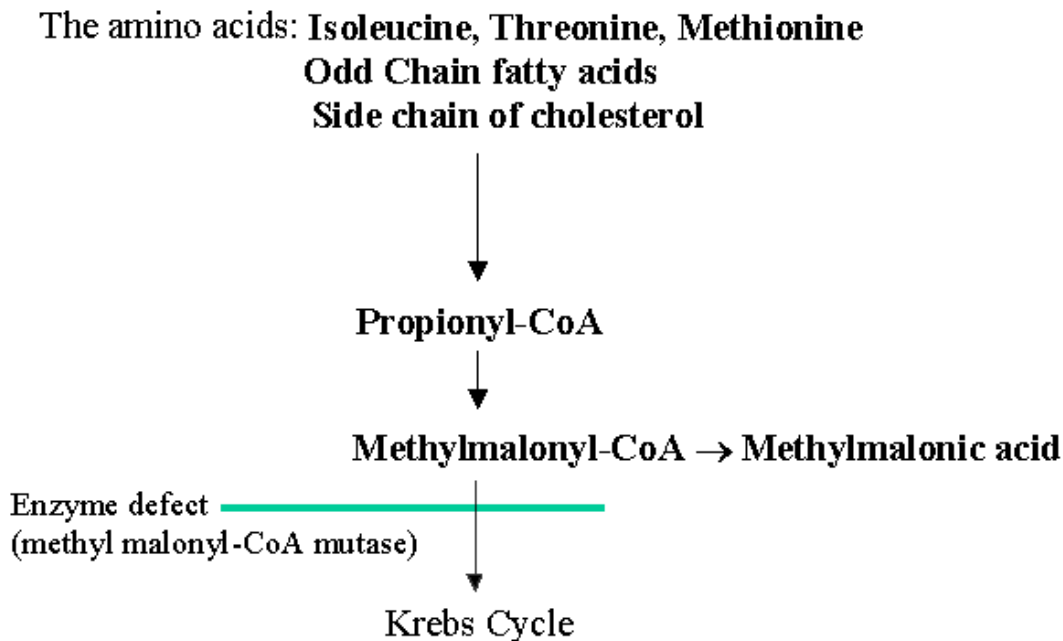 The amino acids: Isoleucine, Threonine, Methionine
Odd Chain fatty acids
Side chain of cholesterol
Propionyl-CoA
Methylmalonyl-CoA → Methylmalonic acid
Enzyme defect
(methyl malonyl-CoA mutase)
Krebs Cycle